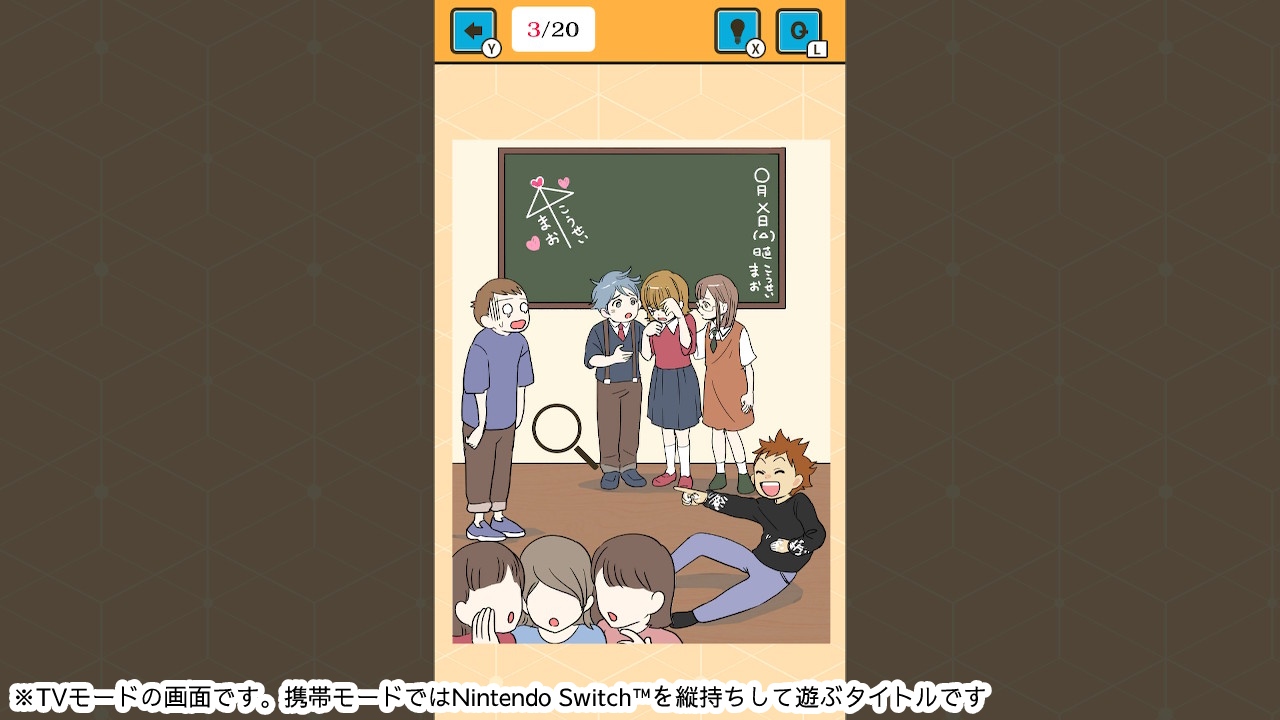 3/20
Y
X
L
こうせい
まお
〇月×日(△)
日直
こうせい
まお
※TVモードの画面です。携帯モードではNintendo Switch™を縦持ちして遊ぶタイトルです